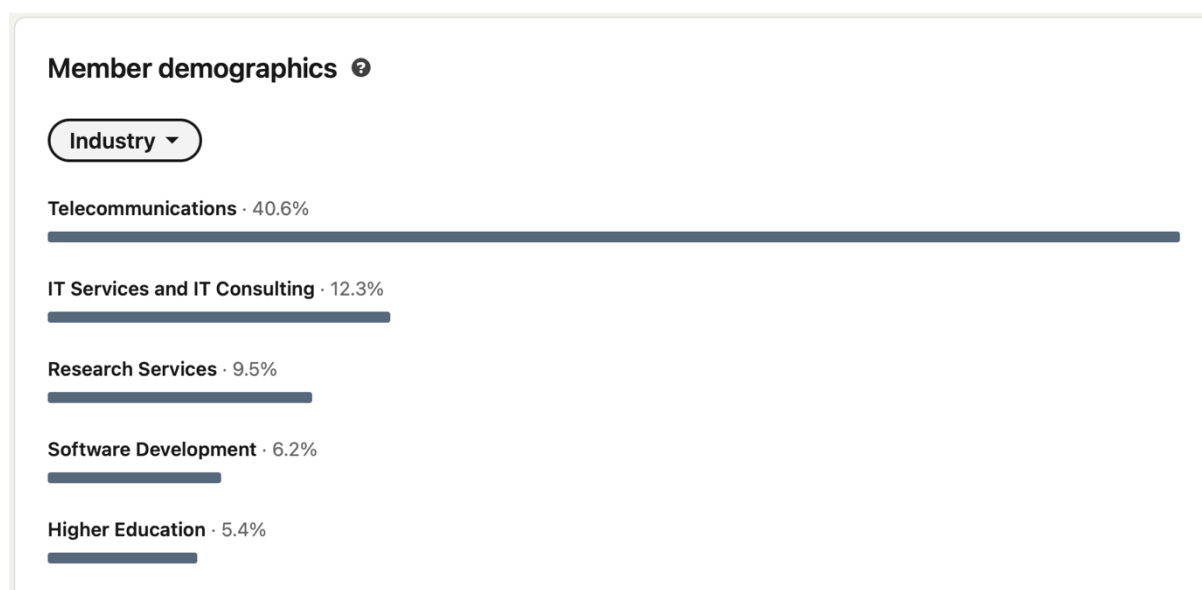 Member demographics ?
Industry
Telecommunications · 40.6%
IT Services and IT Consulting · 12.3%
Research Services · 9.5%
Software Development · 6.2%
Higher Education · 5.4%